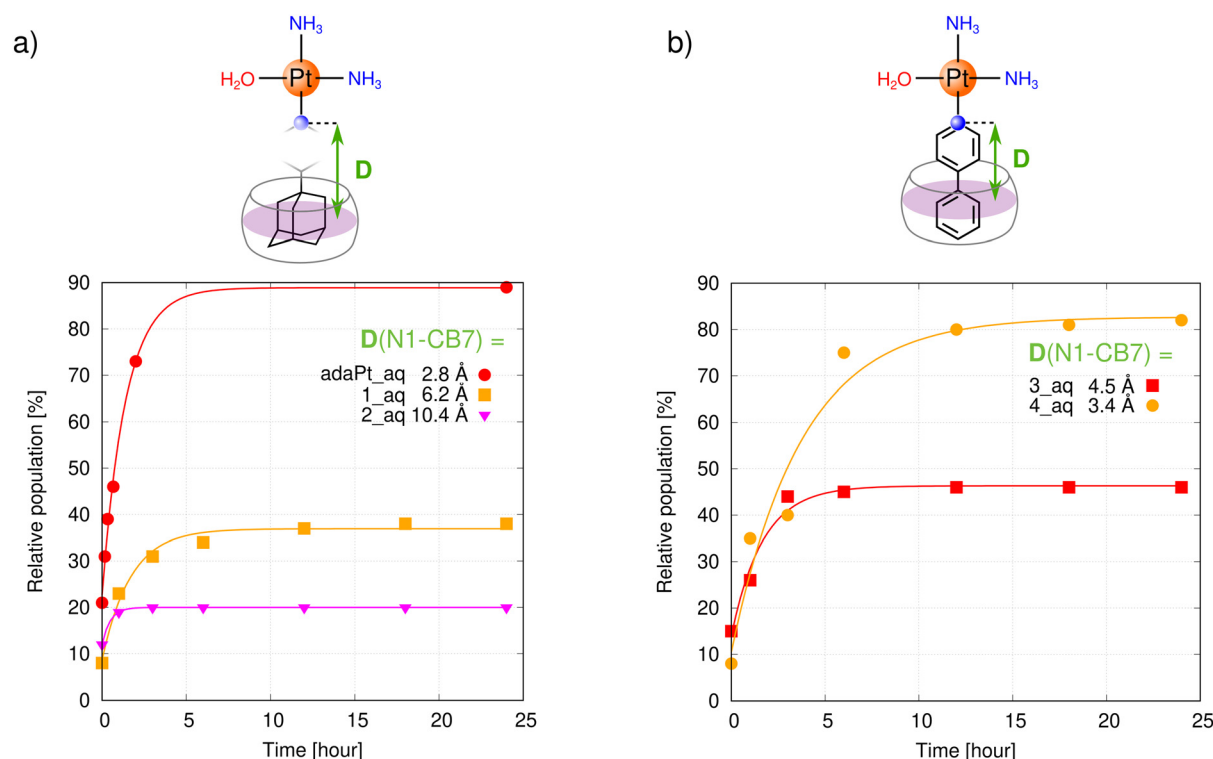 a)
NH₃
H₂O
Pt
NH₃
D
90
80
70
60
50
40
30
20
10
0
Relative population [%]
D(N1-CB7) =
adaPt_aq 2.8 Å
1_aq 6.2 Å
2_aq 10.4 Å
0 5 10 15 20 25
Time [hour]
b)
NH₃
H₂O
Pt
NH₃
D
90
80
70
60
50
40
30
20
10
0
Relative population [%]
D(N1-CB7) =
3_aq 4.5 Å
4_aq 3.4 Å
0 5 10 15 20 25
Time [hour]